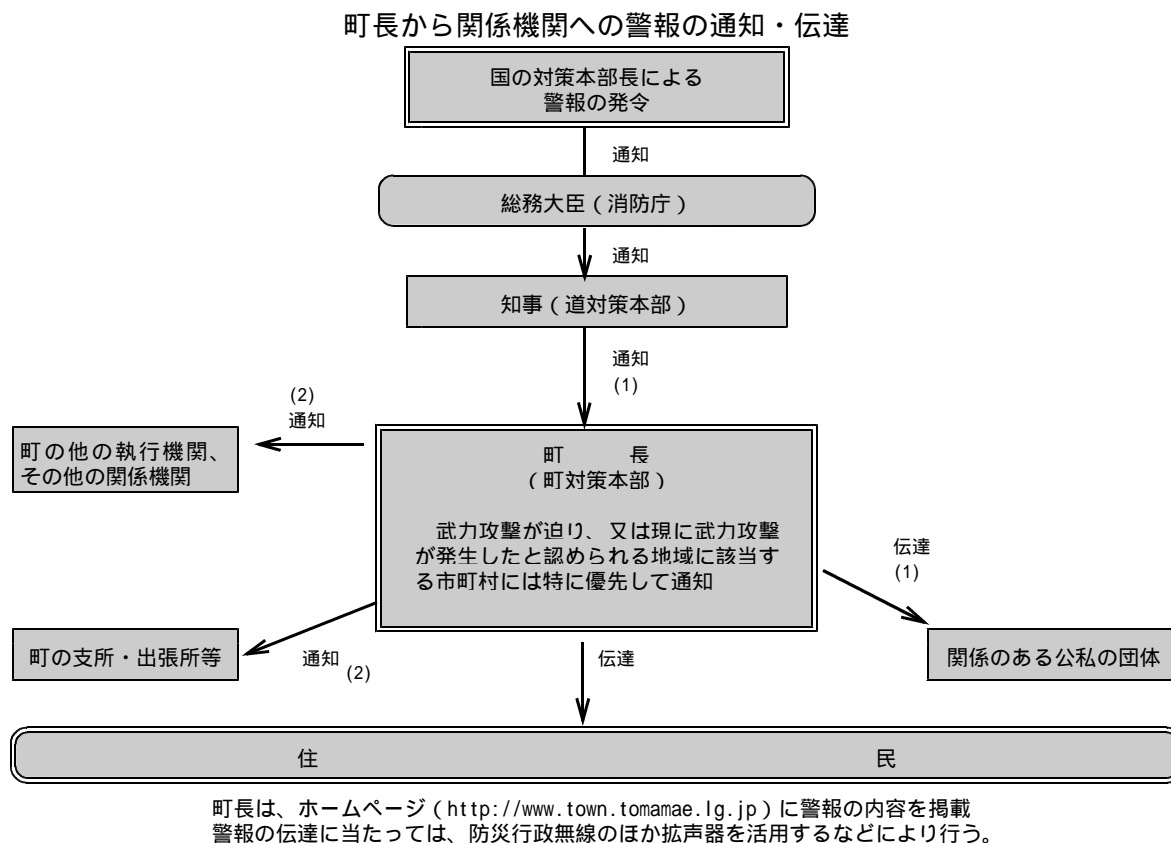 町長から関係機関への警報の通知・伝達
国の対策本部長による
警報の発令
通知
総務大臣(消防庁)
通知
知事(道対策本部)
通知
(1)
(2)
通知
町の他の執行機関、
その他の関係機関
町　　長
(町対策本部)
武力攻撃が迫り、又は現に武力攻撃
が発生したと認められる地域に該当す
る市町村には特に優先して通知
伝達
(1)
町の支所・出張所等
通知
(2)
伝達
関係のある公私の団体
住　　民
町長は、ホームページ(http://www.town.tomamae.lg.jp)に警報の内容を掲載
警報の伝達に当たっては、防災行政無線のほか拡声器を活用するなどにより行う。